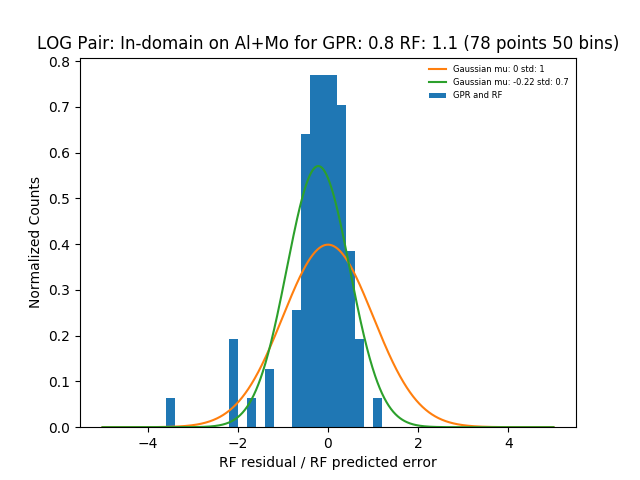 LOG Pair: In-domain on Al+Mo for GPR: 0.8 RF: 1.1 (78 points 50 bins)
Gaussian mu: 0 std: 1
Gaussian mu: -0.22 std: 0.7
GPR and RF
Normalized Counts
0.8
0.7
0.6
0.5
0.4
0.3
0.2
0.1
0.0
−4 −2 0 2 4
RF residual / RF predicted error